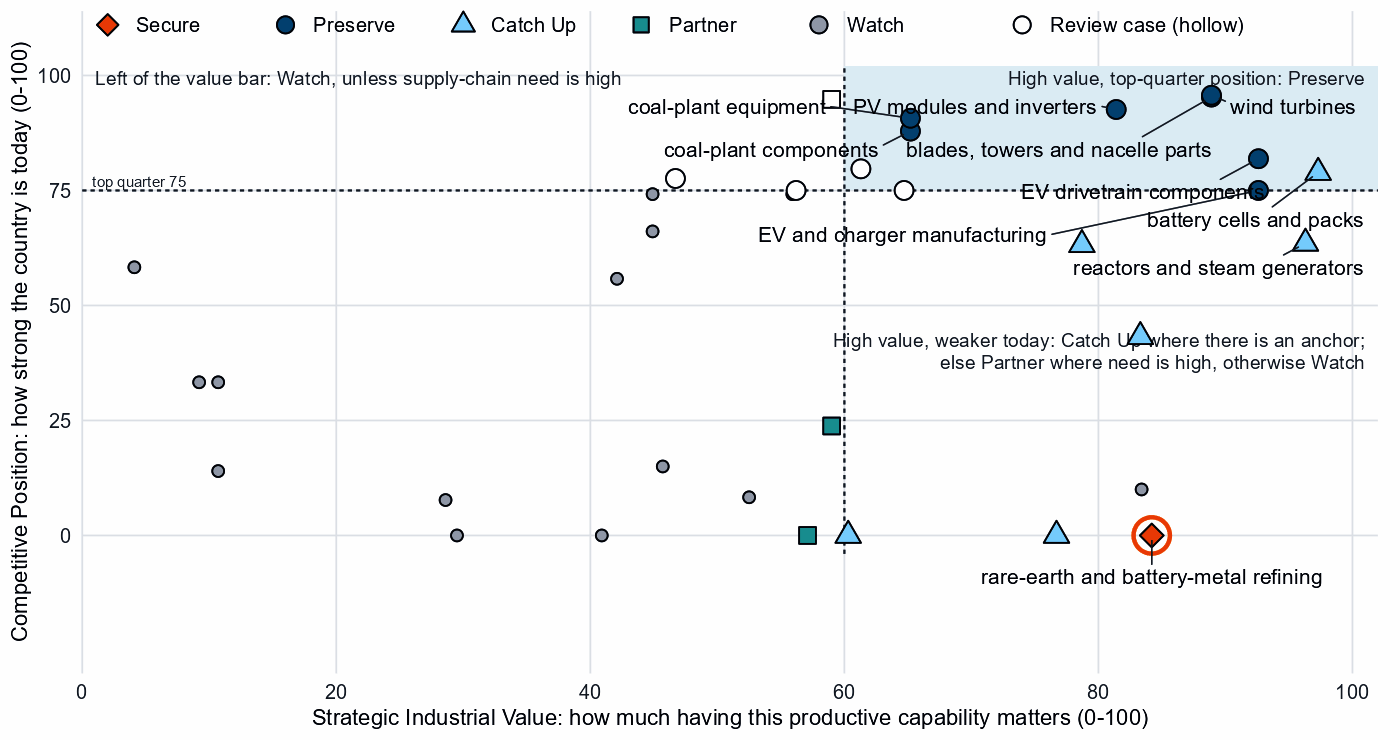 Secure
Preserve
Catch Up
Partner
Watch
Review case (hollow)
Competitive Position: how strong the country is today (0-100)
100
75
50
25
0
Left of the value bar: Watch, unless supply-chain need is high
High value, top-quarter position: Preserve
coal-plant equipment
PV modules and inverters
wind turbines
coal-plant components
blades, towers and nacelle parts
top quarter 75
EV drivetrain components
battery cells and packs
EV and charger manufacturing
reactors and steam generators
High value, weaker today: Catch Up where there is an anchor;
else Partner where need is high, otherwise Watch
rare-earth and battery-metal refining
0
20
40
60
80
100
Strategic Industrial Value: how much having this productive capability matters (0-100)